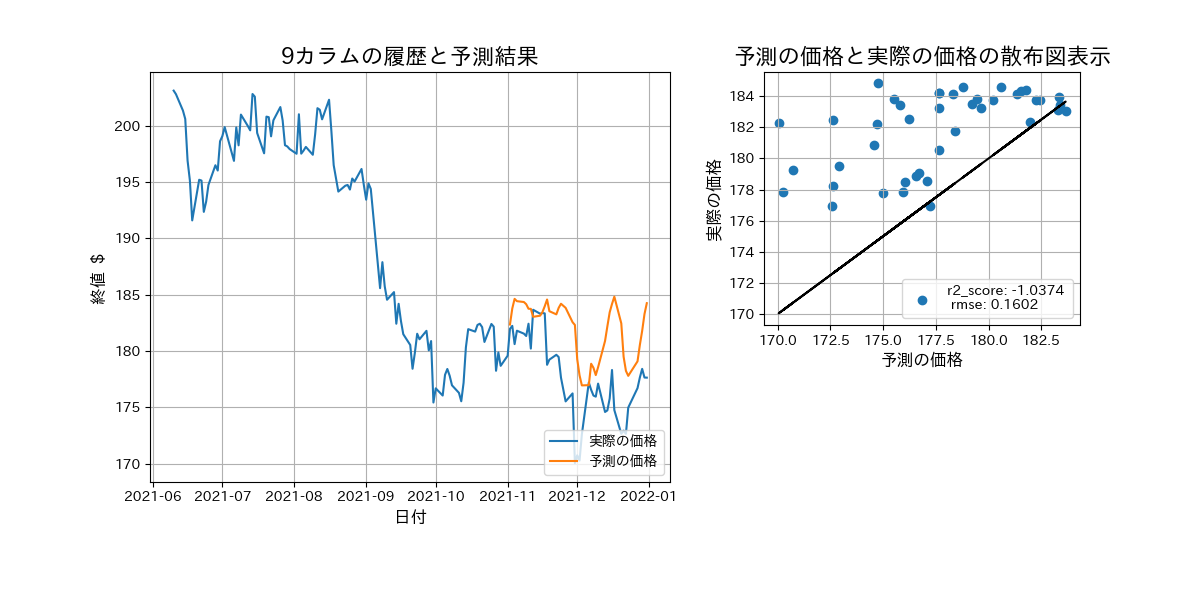 9カラムの履歴と予測結果
終値 $
200
195
190
185
180
175
170
2021-06 2021-07 2021-08 2021-09 2021-10 2021-11 2021-12 2022-01
日付
実際の価格
予測の価格
予測の価格と実際の価格の散布図表示
実際の価格
184
182
180
178
176
174
172
170
170.0 172.5 175.0 177.5 180.0 182.5
予測の価格
r2_score: -1.0374
rmse: 0.1602